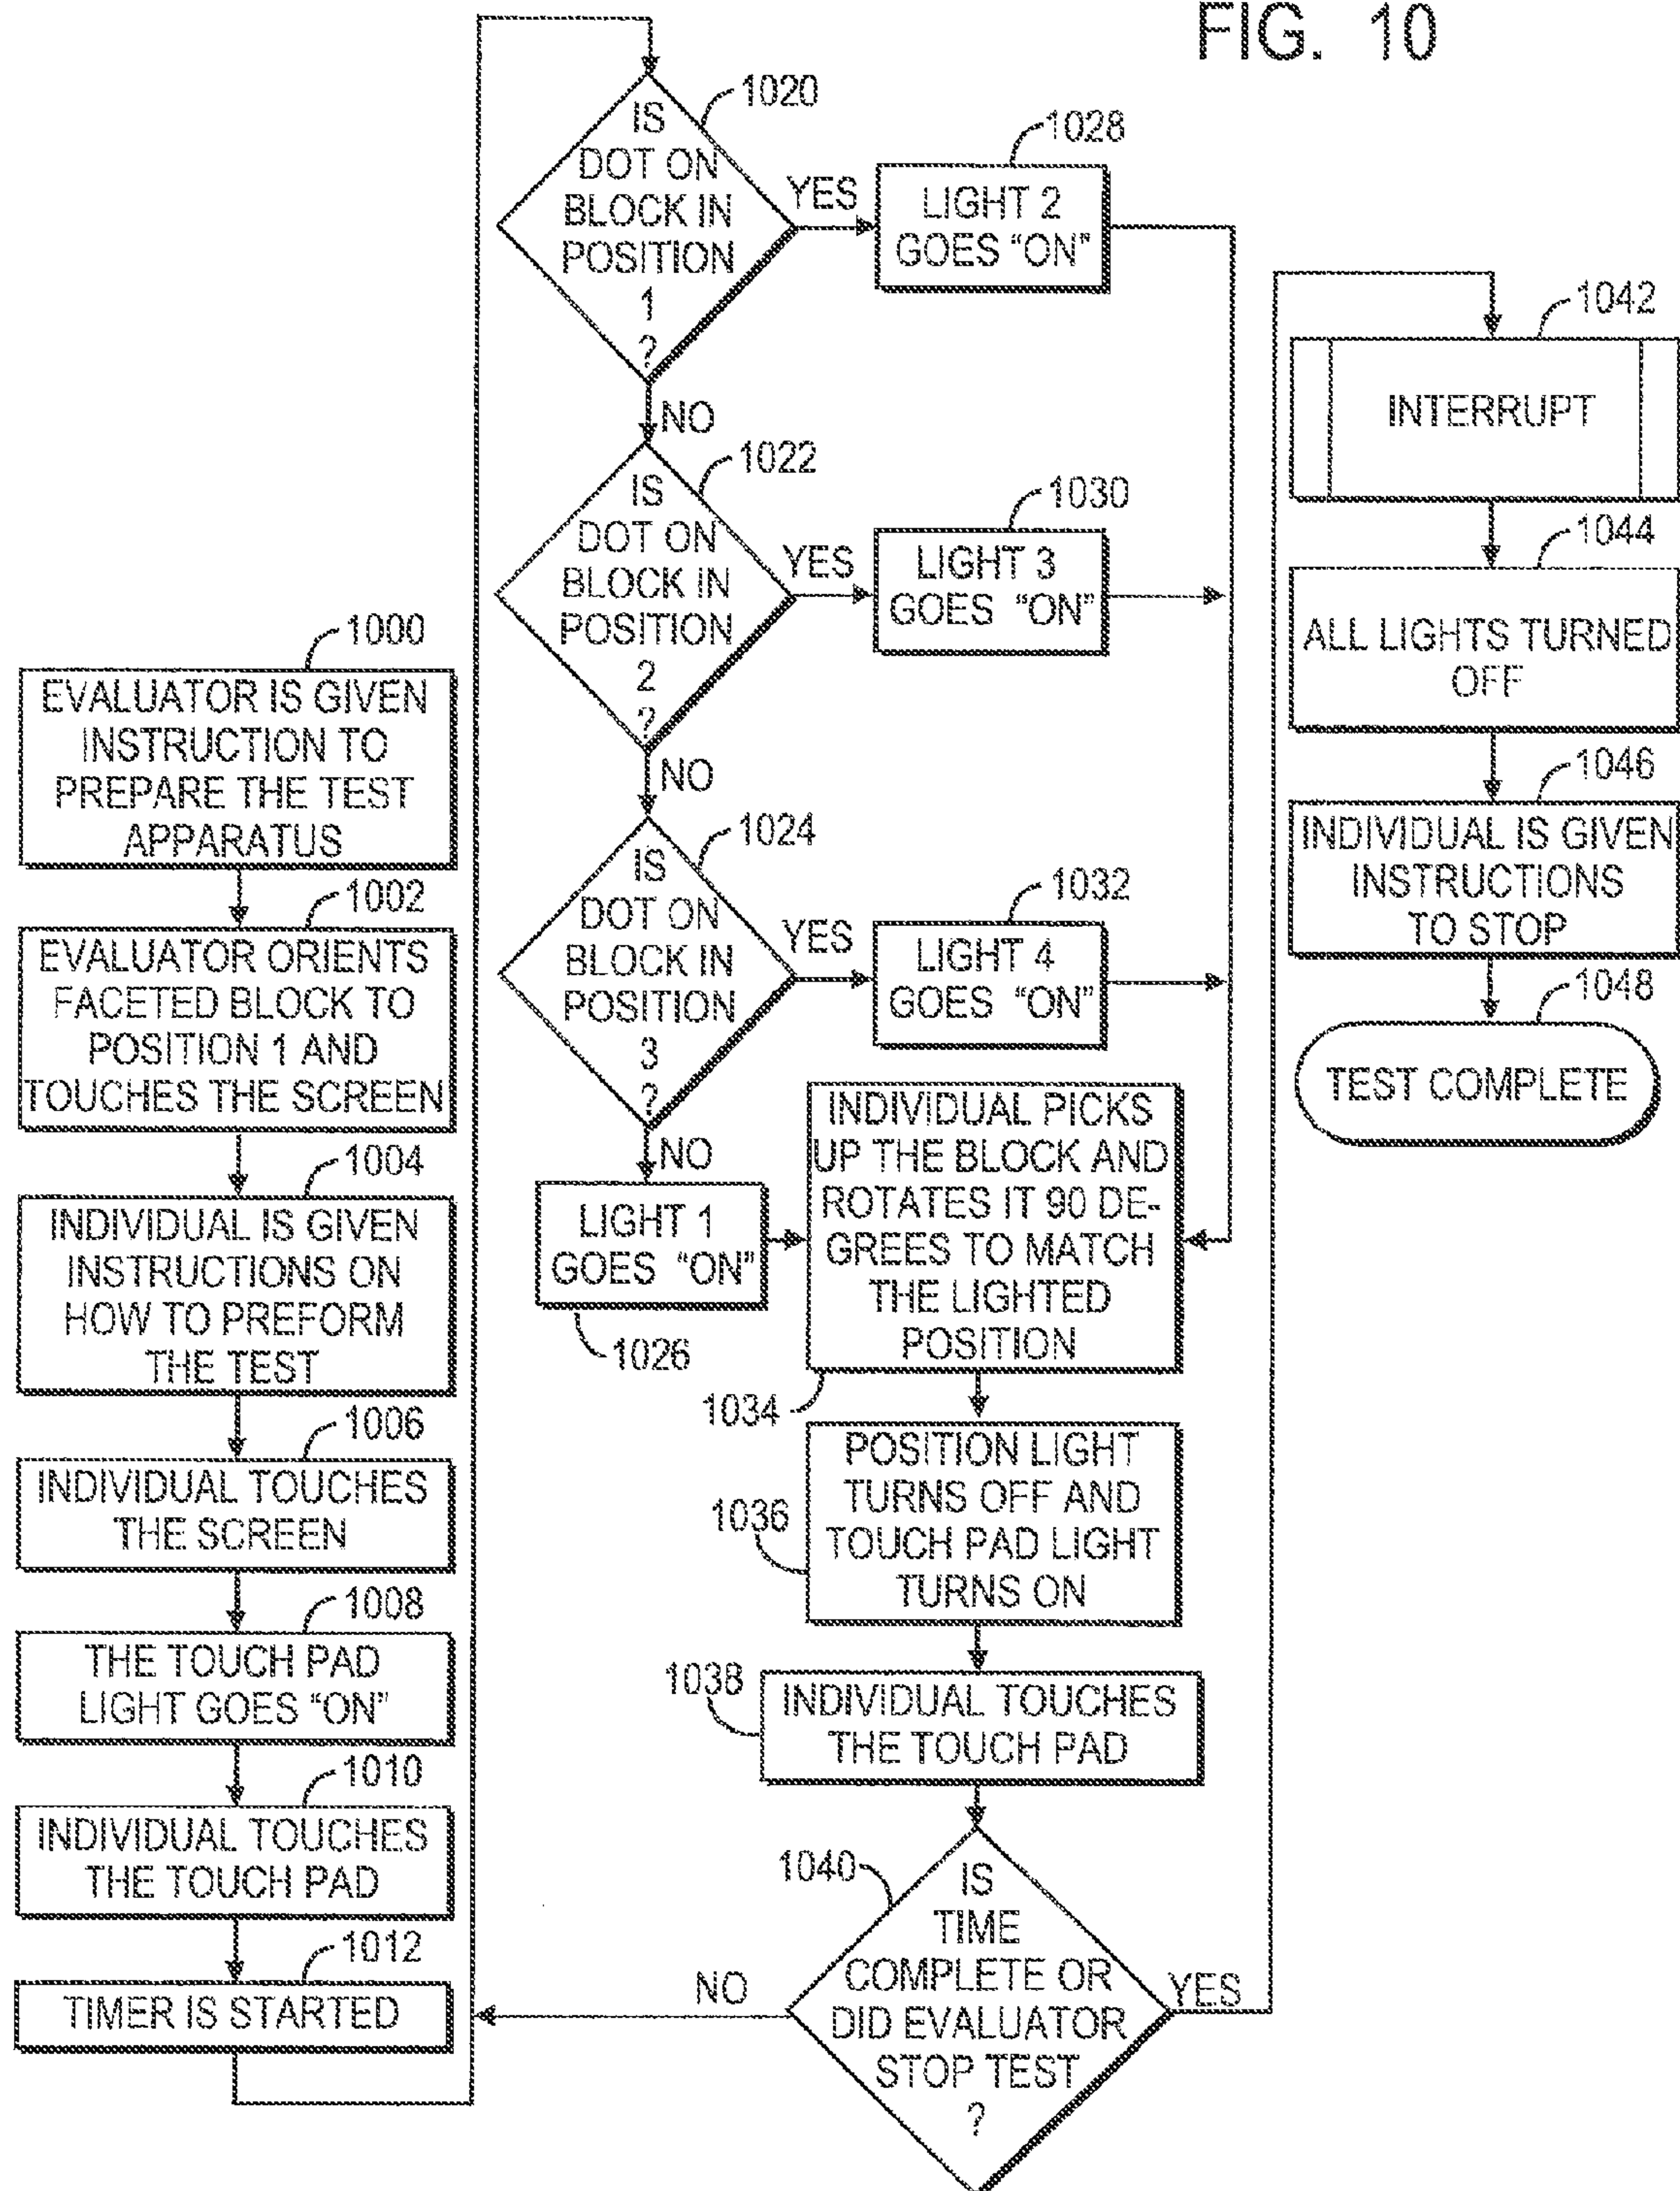 FIG. 10
1000
EVALUATOR IS GIVEN
INSTRUCTION TO
PREPARE THE TEST
APPARATUS
1002
EVALUATOR ORIENTS
FACETED BLOCK TO
POSITION 1 AND
TOUCHES THE SCREEN
1004
INDIVIDUAL IS GIVEN
INSTRUCTIONS ON
HOW TO PREFORM
THE TEST
1006
INDIVIDUAL TOUCHES
THE SCREEN
1008
THE TOUCH PAD
LIGHT GOES “ON”
1010
INDIVIDUAL TOUCHES
THE TOUCH PAD
1012
TIMER IS STARTED
1020
IS
DOT ON
BLOCK IN
POSITION
1
?
YES
1028
LIGHT 2
GOES “ON”
NO
1022
IS
DOT ON
BLOCK IN
POSITION
2
?
YES
1030
LIGHT 3
GOES “ON”
NO
1024
IS
DOT ON
BLOCK IN
POSITION
3
?
YES
1032
LIGHT 4
GOES “ON”
NO
LIGHT 1
GOES “ON”
1026
INDIVIDUAL PICKS
UP THE BLOCK AND
ROTATES IT 90 DE-
GREES TO MATCH
THE LIGHTED
POSITION
1034
POSITION LIGHT
TURNS OFF AND
TOUCH PAD LIGHT
TURNS ON
1036
1038
INDIVIDUAL TOUCHES
THE TOUCH PAD
1040
IS
TIME
COMPLETE OR
DID EVALUATOR
STOP TEST
?
NO
YES
1042
INTERRUPT
1044
ALL LIGHTS TURNED
OFF
1046
INDIVIDUAL IS GIVEN
INSTRUCTIONS
TO STOP
1048
TEST COMPLETE